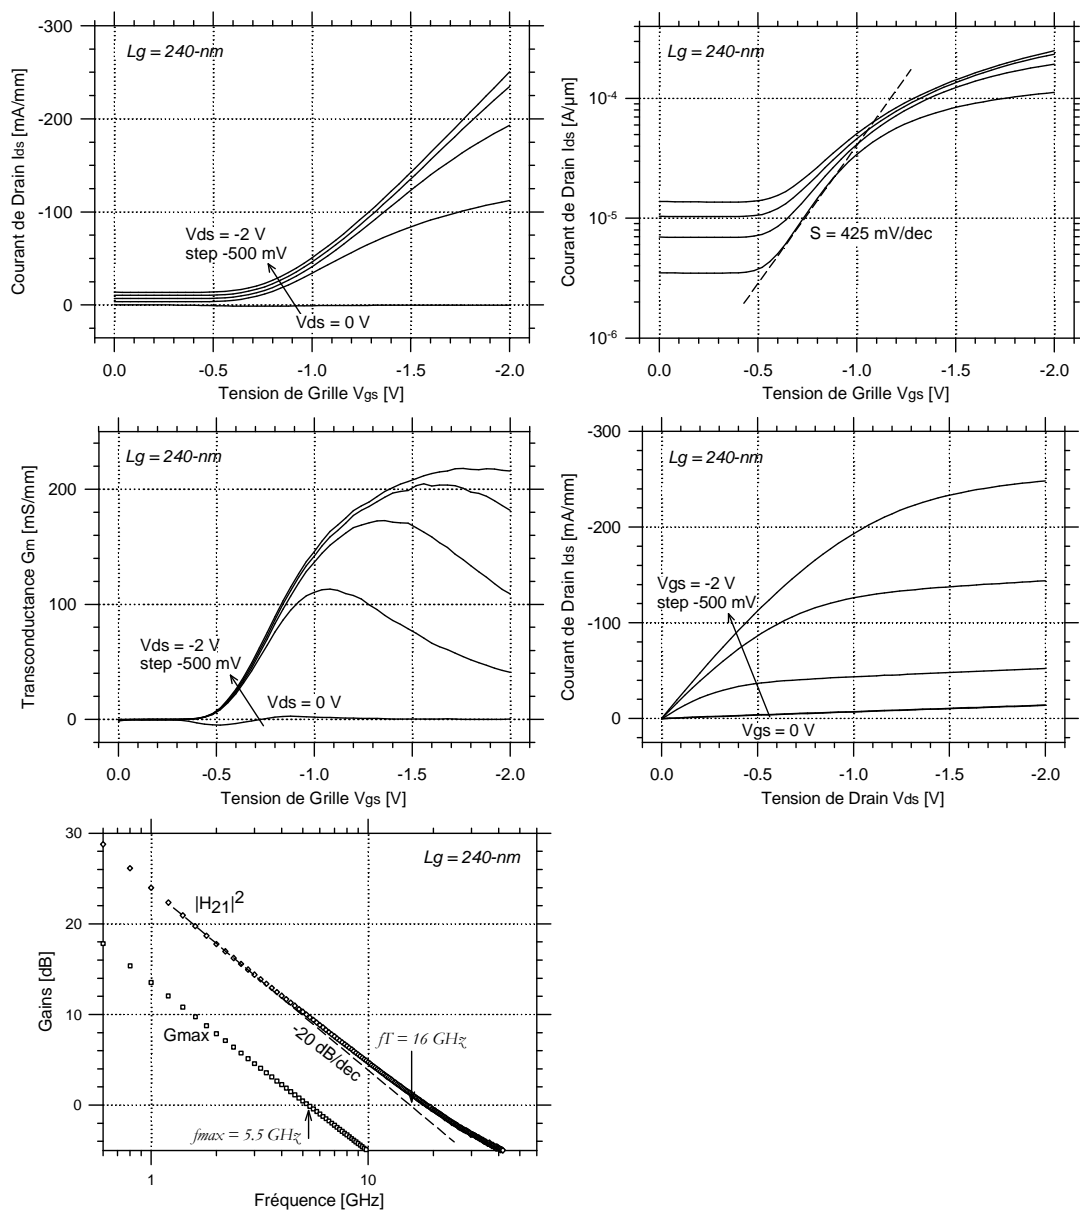 Lg = 240-nm
Courant de Drain Ids [mA/mm]
-300
-200
-100
0
Vds = -2 V
step -500 mV
Vds = 0 V
0.0 -0.5 -1.0 -1.5 -2.0
Tension de Grille Vgs [V]
Lg = 240-nm
Courant de Drain Ids [A/µm]
10-4
10-5
10-6
S = 425 mV/dec
0.0 -0.5 -1.0 -1.5 -2.0
Tension de Grille Vgs [V]
Lg = 240-nm
Transconductance Gm [mS/mm]
200
100
0
Vds = -2 V
step -500 mV
Vds = 0 V
0.0 -0.5 -1.0 -1.5 -2.0
Tension de Grille Vgs [V]
Lg = 240-nm
Courant de Drain Ids [mA/mm]
-300
-200
-100
0
Vgs = -2 V
step -500 mV
Vgs = 0 V
0.0 -0.5 -1.0 -1.5 -2.0
Tension de Drain Vds [V]
Lg = 240-nm
Gains [dB]
30
20
10
0
|H21|2
Gmax
-20 dB/dec
fT = 16 GHz
fmax = 5.5 GHz
1 10
Fréquence [GHz]